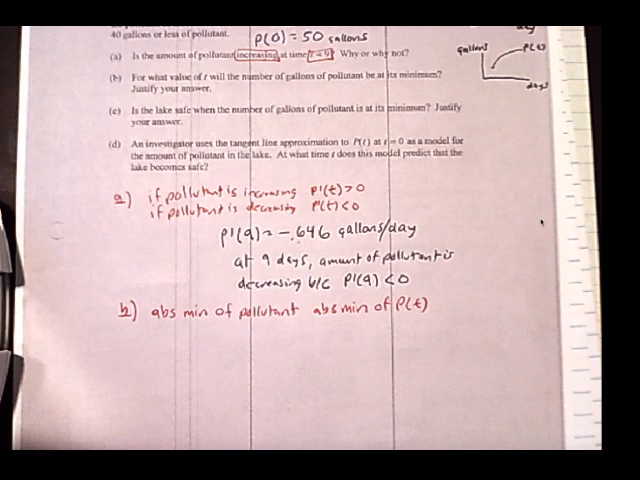 40 gallons or less of pollutant.
P(0) = 50 gallons
(a) Is the amount of pollutant increasing at time t = 9? Why or why not?
gallons
P(t)
days
(b) For what value of t will the number of gallons of pollutant be at its minimum?
Justify your answer.
(c) Is the lake safe when the number of gallons of pollutant is at its minimum? Justify
your answer.
(d) An investigator uses the tangent line approximation to P(t) at t = 0 as a model for
the amount of pollutant in the lake. At what time t does this model predict that the
lake becomes safe?
a) if pollutant is increasing P'(t) > 0
if pollutant is decreasing P'(t) < 0
P'(9) = -.646 gallons/day
at 9 days, amount of pollutant is
decreasing b/c P'(9) < 0
b) abs min of pollutant abs min of P(t)